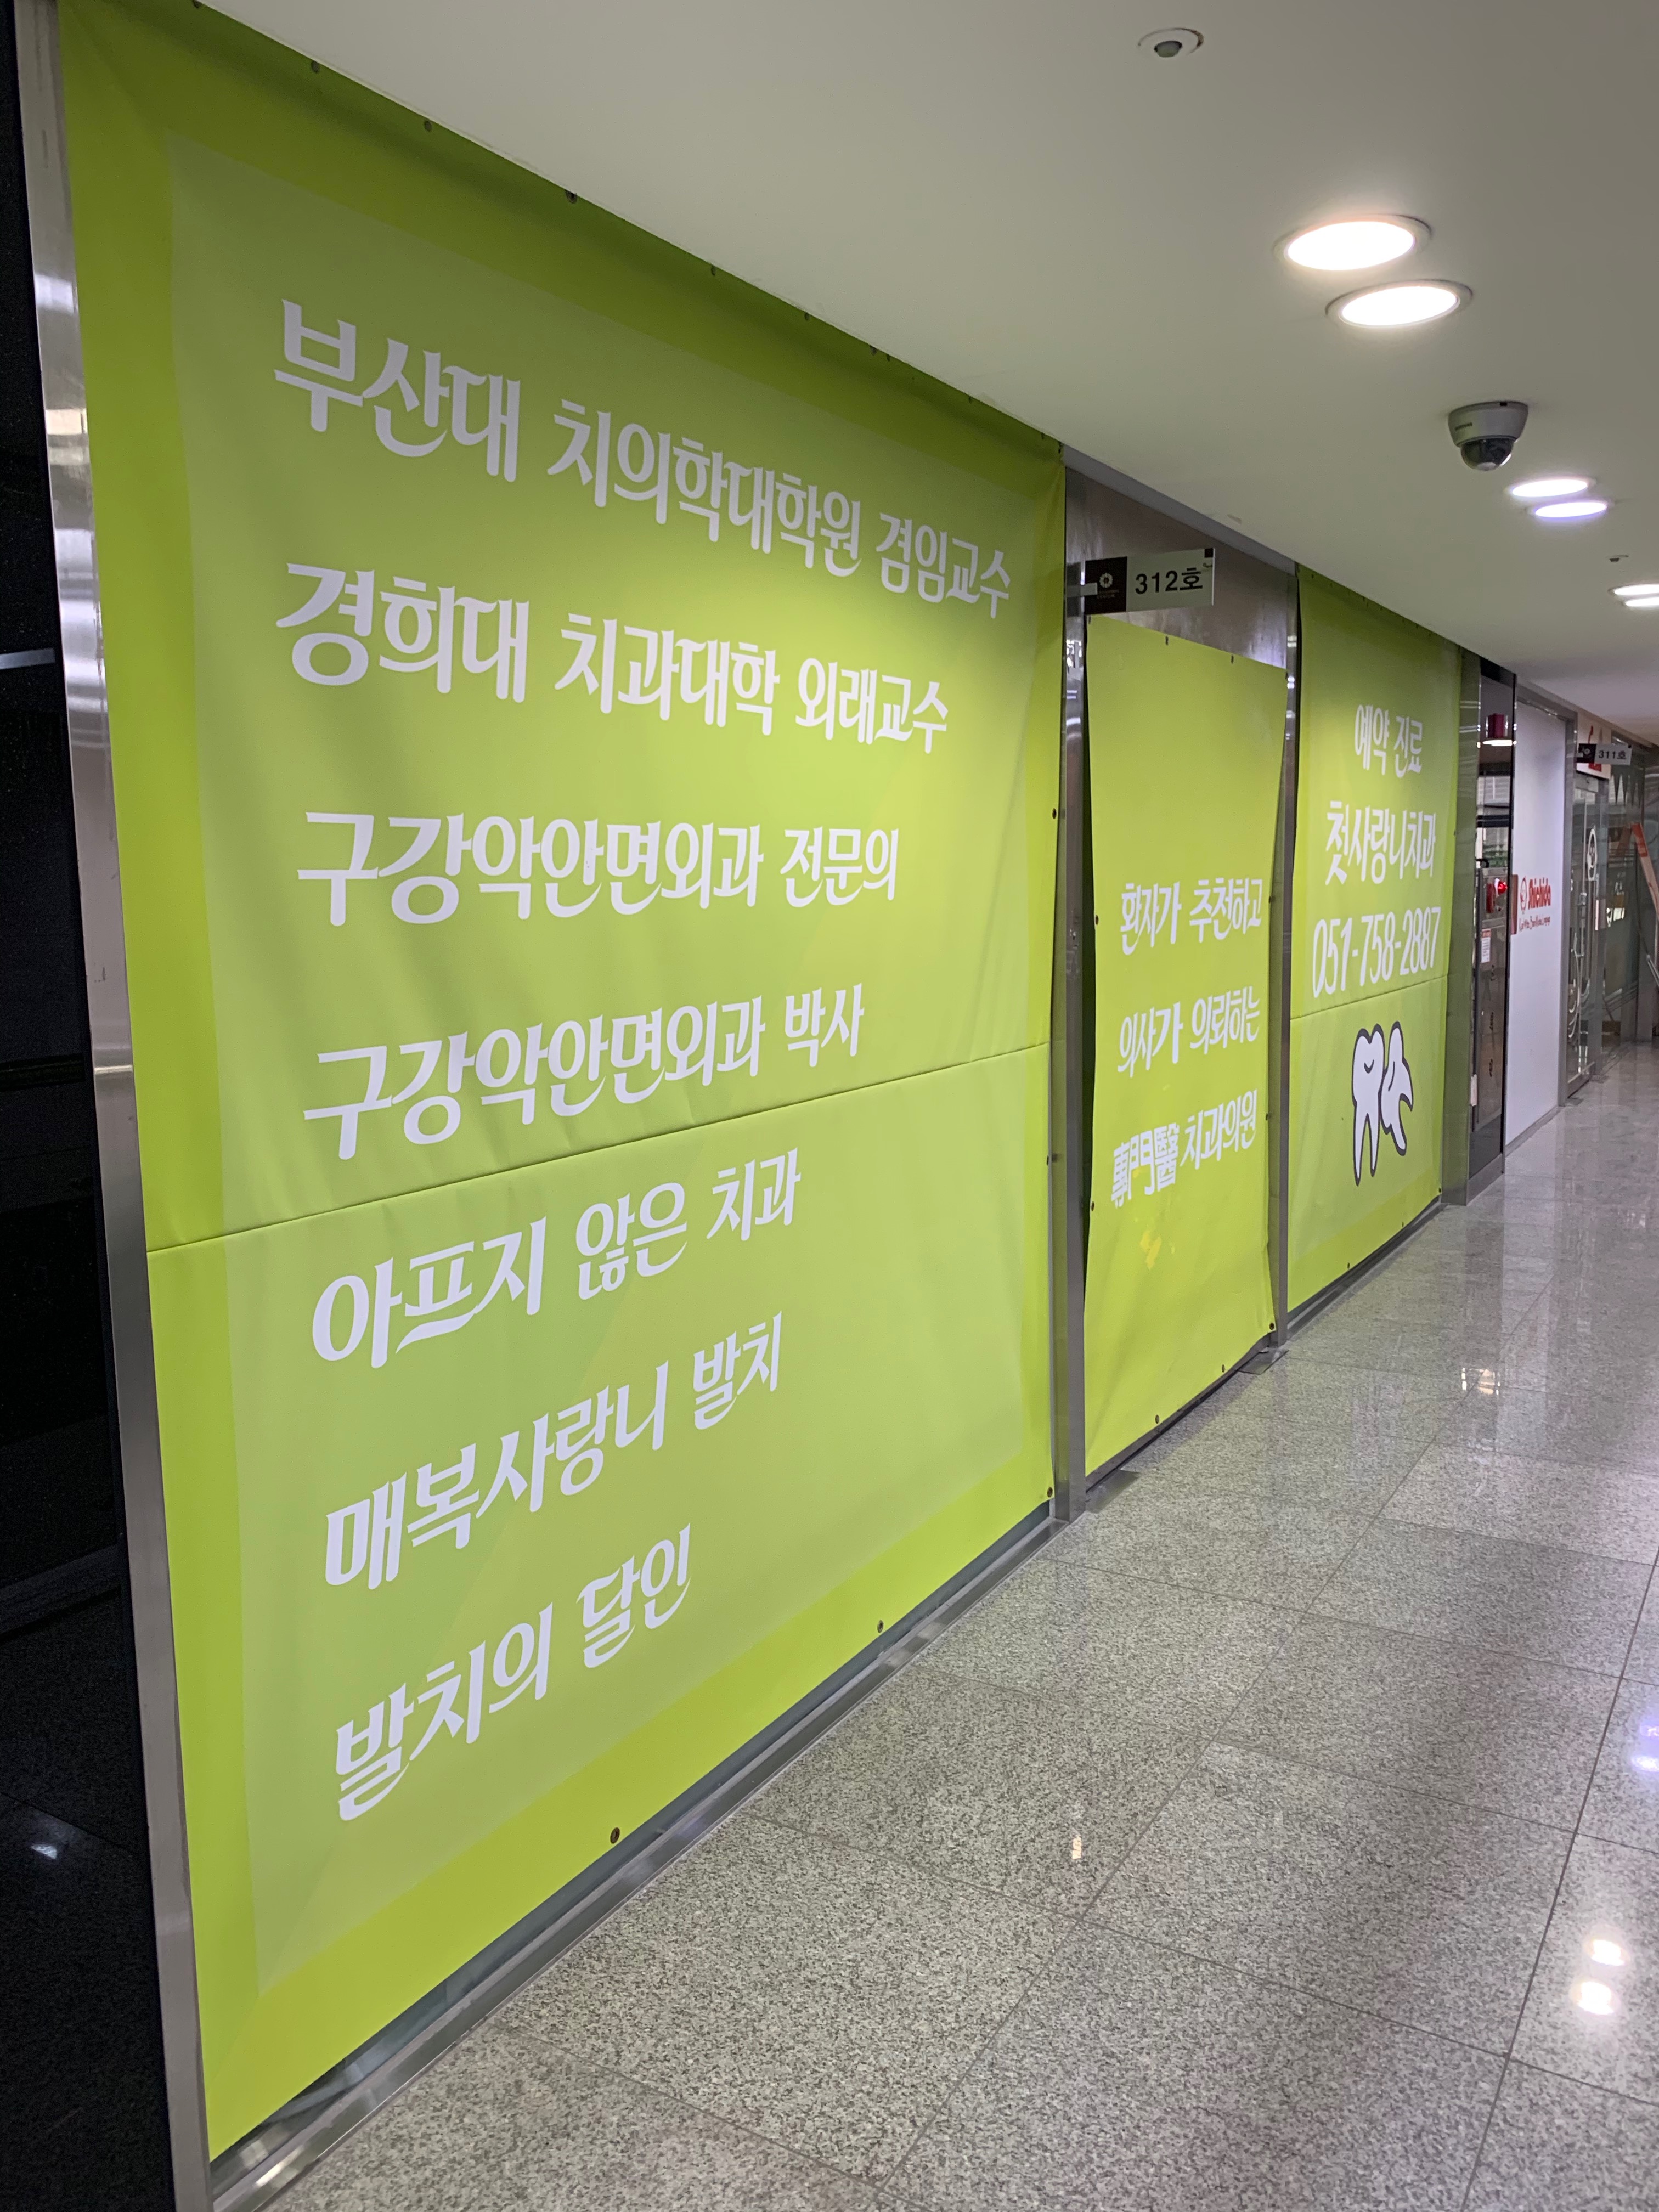 부산대 치의학대학원 겸임교수
경희대 치과대학 외래교수
구강악안면외과 전문의
구강악안면외과 박사
아프지 않은 치과
매복사랑니 발치
발치의 달인
312호
환자가 추천하고
의사가 의뢰하는
專門醫 치과의원
예약 진료
첫사랑니치과
051-758-2887
311호
Shichida